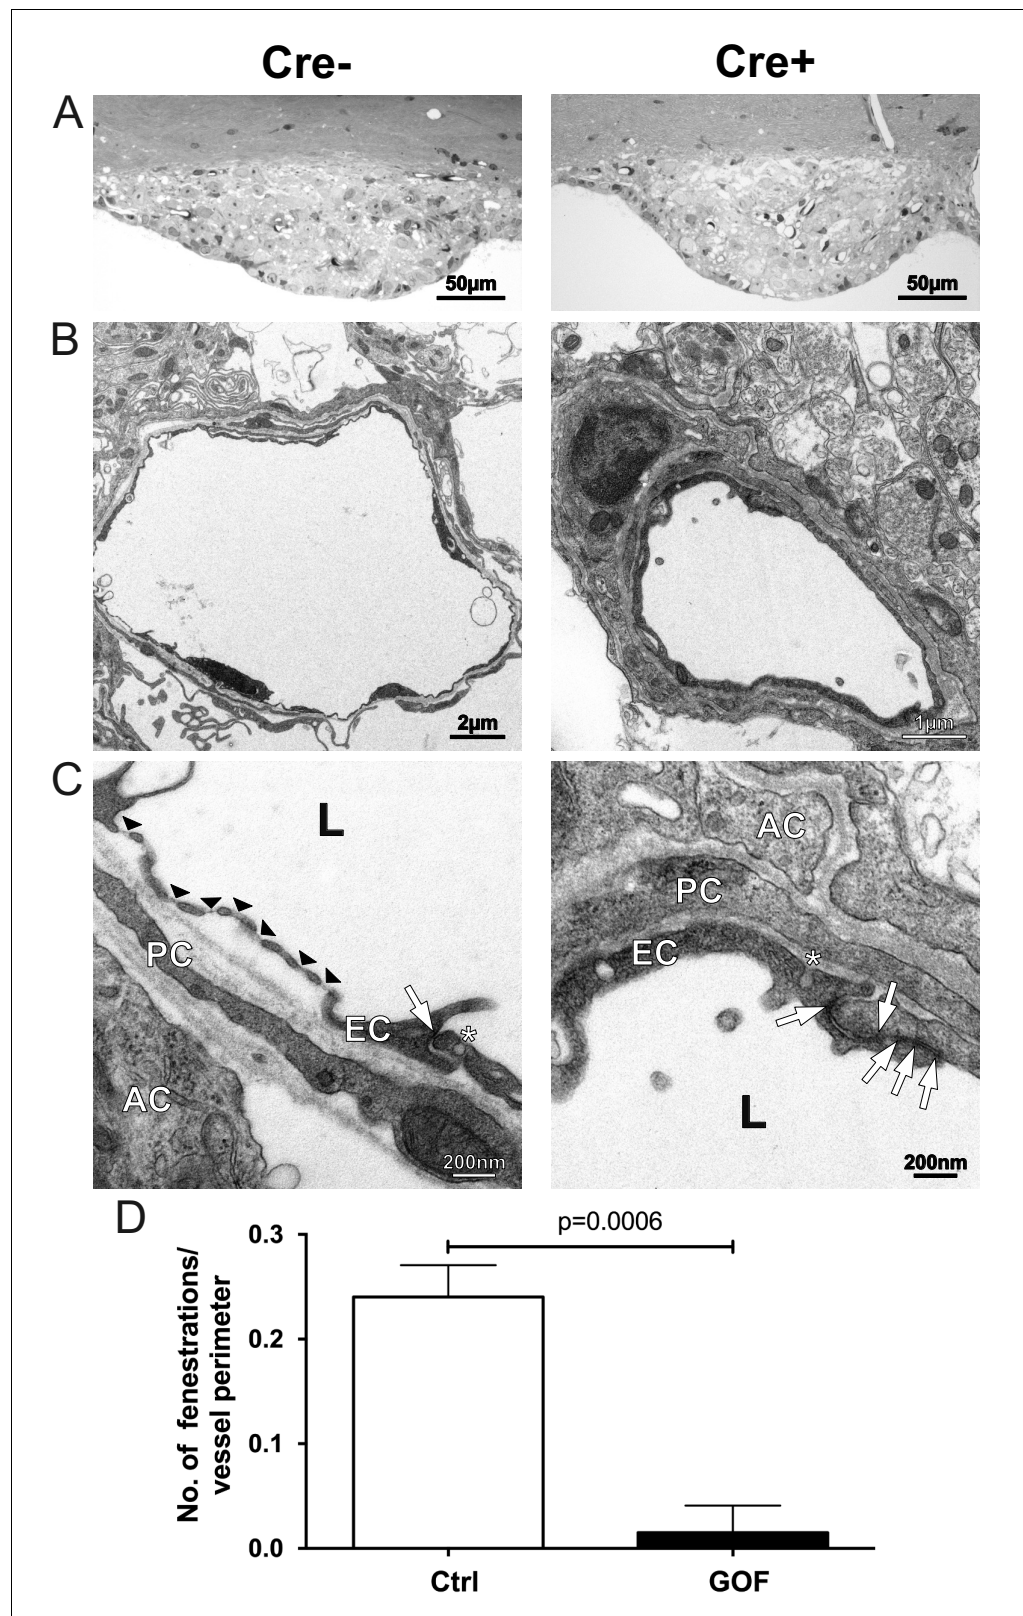 Cre-
Cre+
A
50µm
50µm
B
2µm
1µm
C
L
PC
EC
*
AC
200nm
AC
PC
EC
*
L
200nm
D
p=0.0006
No. of fenestrations/
vessel perimeter
0.3
0.2
0.1
0.0
Ctrl
GOF